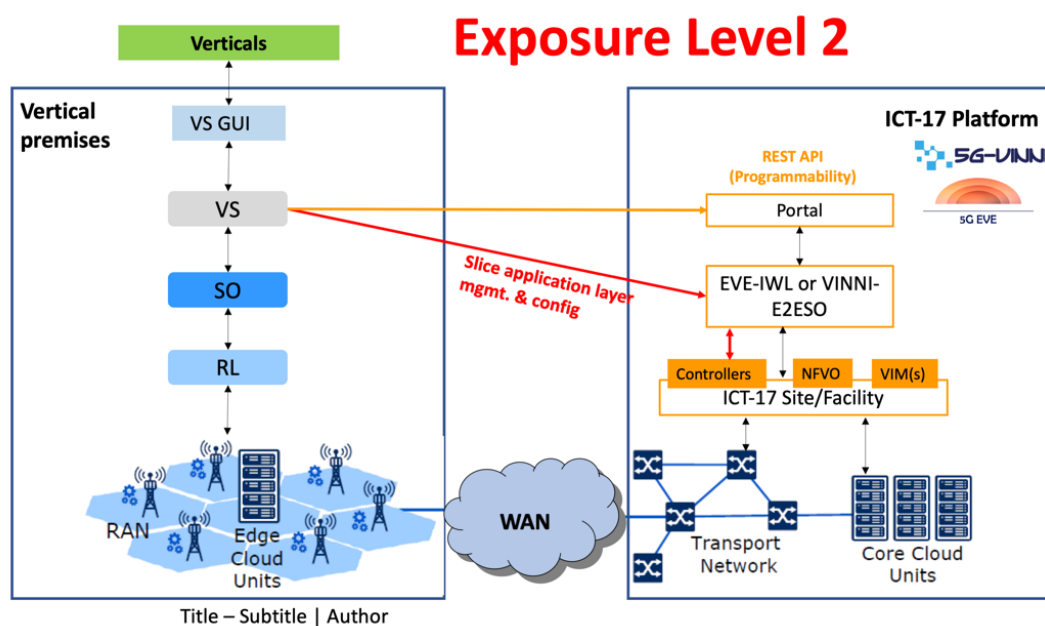 Exposure Level 2
Verticals
Vertical
premises
VS GUI
VS
SO
RL
RAN
Edge
Cloud
Units
Title – Subtitle | Author
Slice application layer
mgmt. & config
WAN
ICT-17 Platform
5G-VINNI
5G EVE
REST API
(Programmability)
Portal
EVE-IWL or VINNI-
E2ESO
Controllers
NFVO
VIM(s)
ICT-17 Site/Facility
Transport
Network
Core Cloud
Units